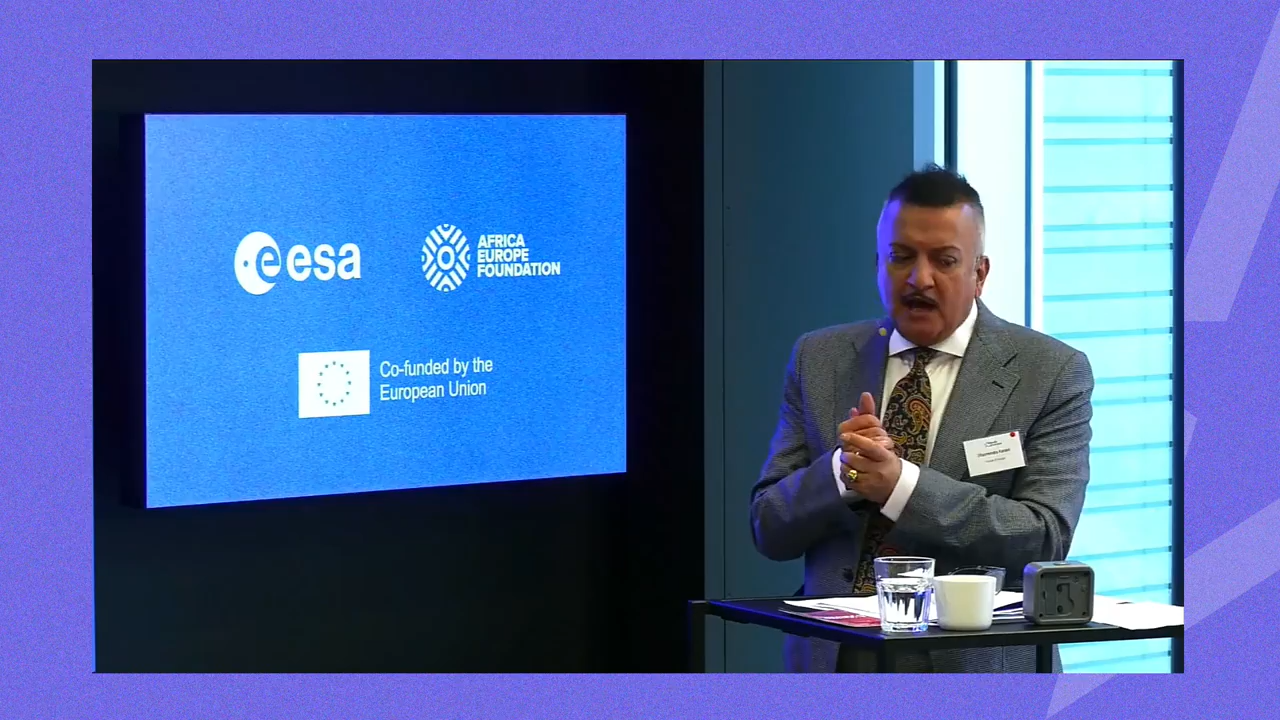 esa
AFRICA
EUROPE
FOUNDATION
Co-funded by the
European Union